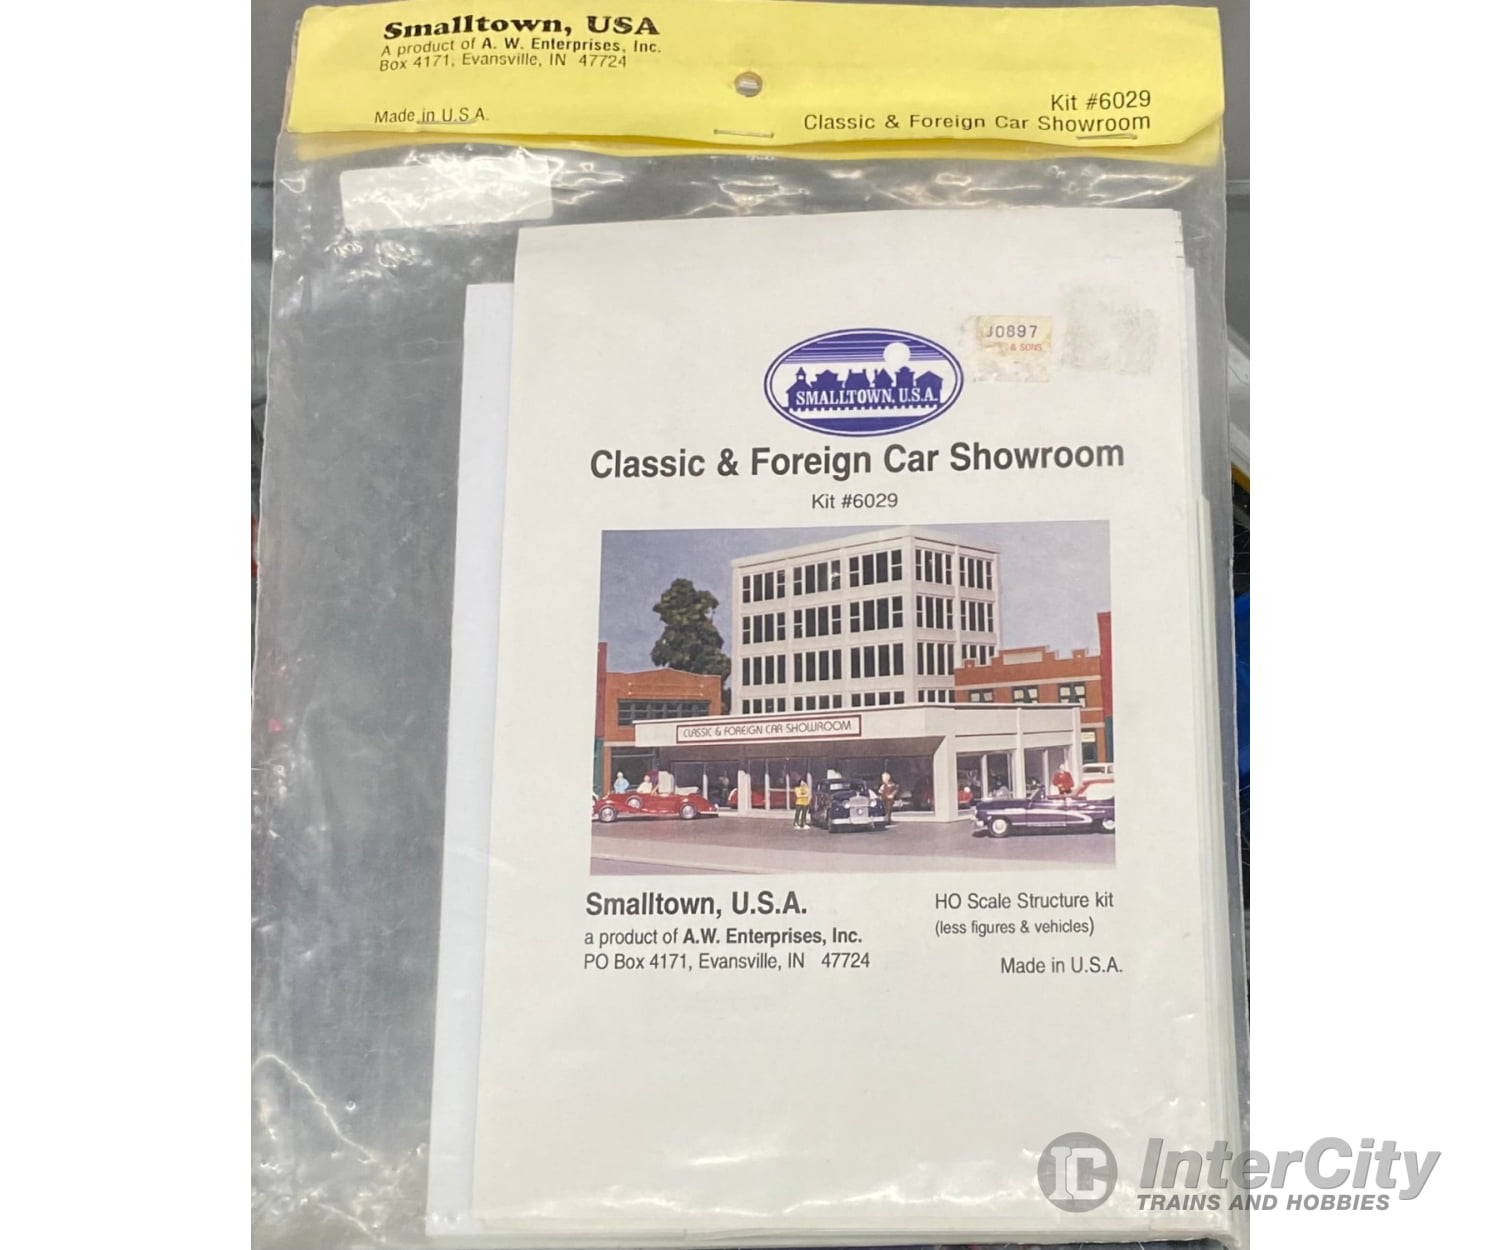 Smalltown, USA
A product of A. W. Enterprises, Inc.
Box 4171, Evansville, IN 47724
Made in U.S.A.
Kit #6029
Classic & Foreign Car Showroom
J0897
& SONS
SMALLTOWN, U.S.A.
Classic & Foreign Car Showroom
Kit #6029
CLASSIC & FOREIGN CAR SHOWROOM
Smalltown, U.S.A.
a product of A.W. Enterprises, Inc.
PO Box 4171, Evansville, IN 47724
HO Scale Structure kit
(less figures & vehicles)
Made in U.S.A.
IC InterCity
TRAINS AND HOBBIES